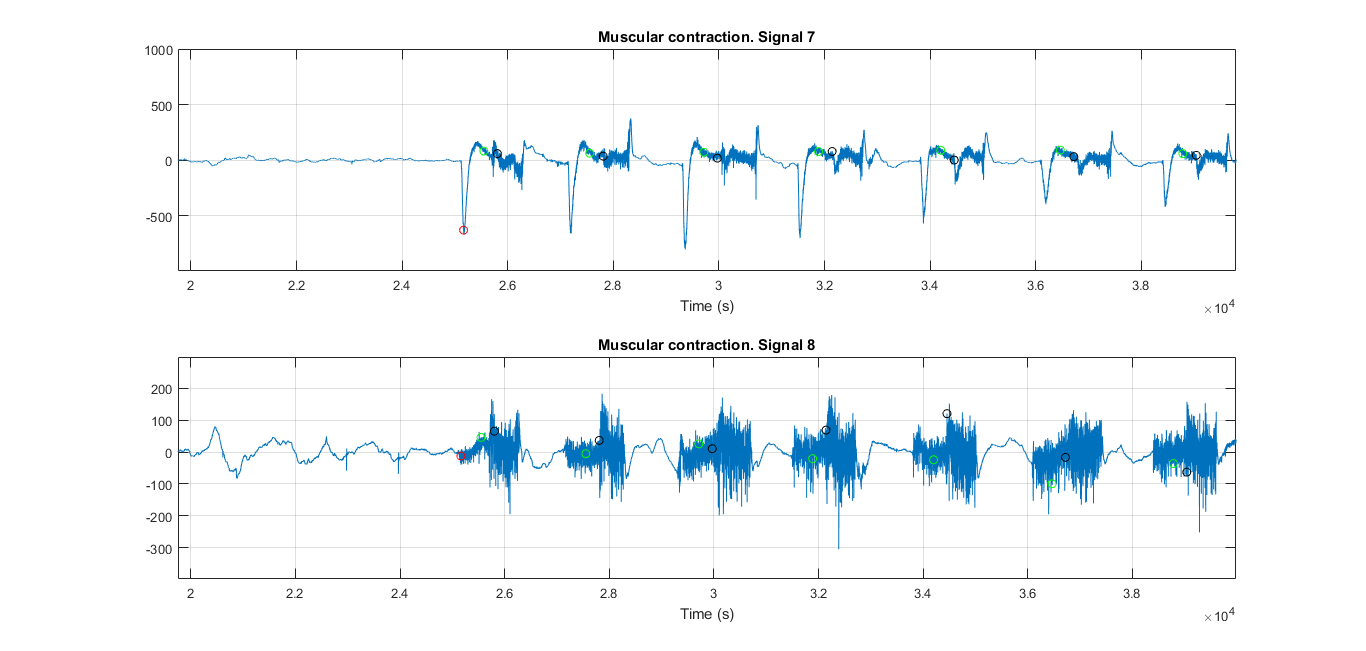 Muscular contraction. Signal 7
1000
500
0
-500
2 2.2 2.4 2.6 2.8 3 3.2 3.4 3.6 3.8
Time (s)
×10^4
Muscular contraction. Signal 8
200
100
0
-100
-200
-300
2 2.2 2.4 2.6 2.8 3 3.2 3.4 3.6 3.8
Time (s)
×10^4